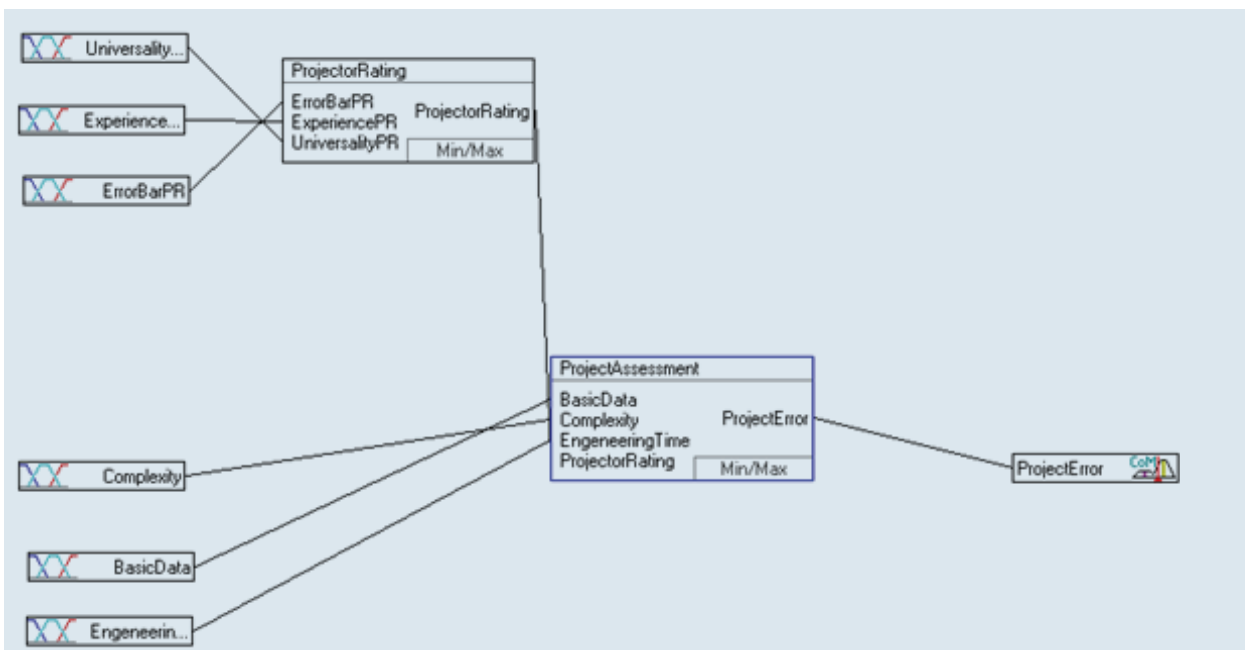 Universality...
ProjectorRating
ErrorBarPR
ProjectorRating
Experience...
ExperiencePR
UniversalityPR
Min/Max
ErrorBarPR
ProjectAssessment
BasicData
Complexity
ProjectError
EngeneeringTime
ProjectorRating
Min/Max
ProjectError
CoM
Complexity
BasicData
Engeneerin...